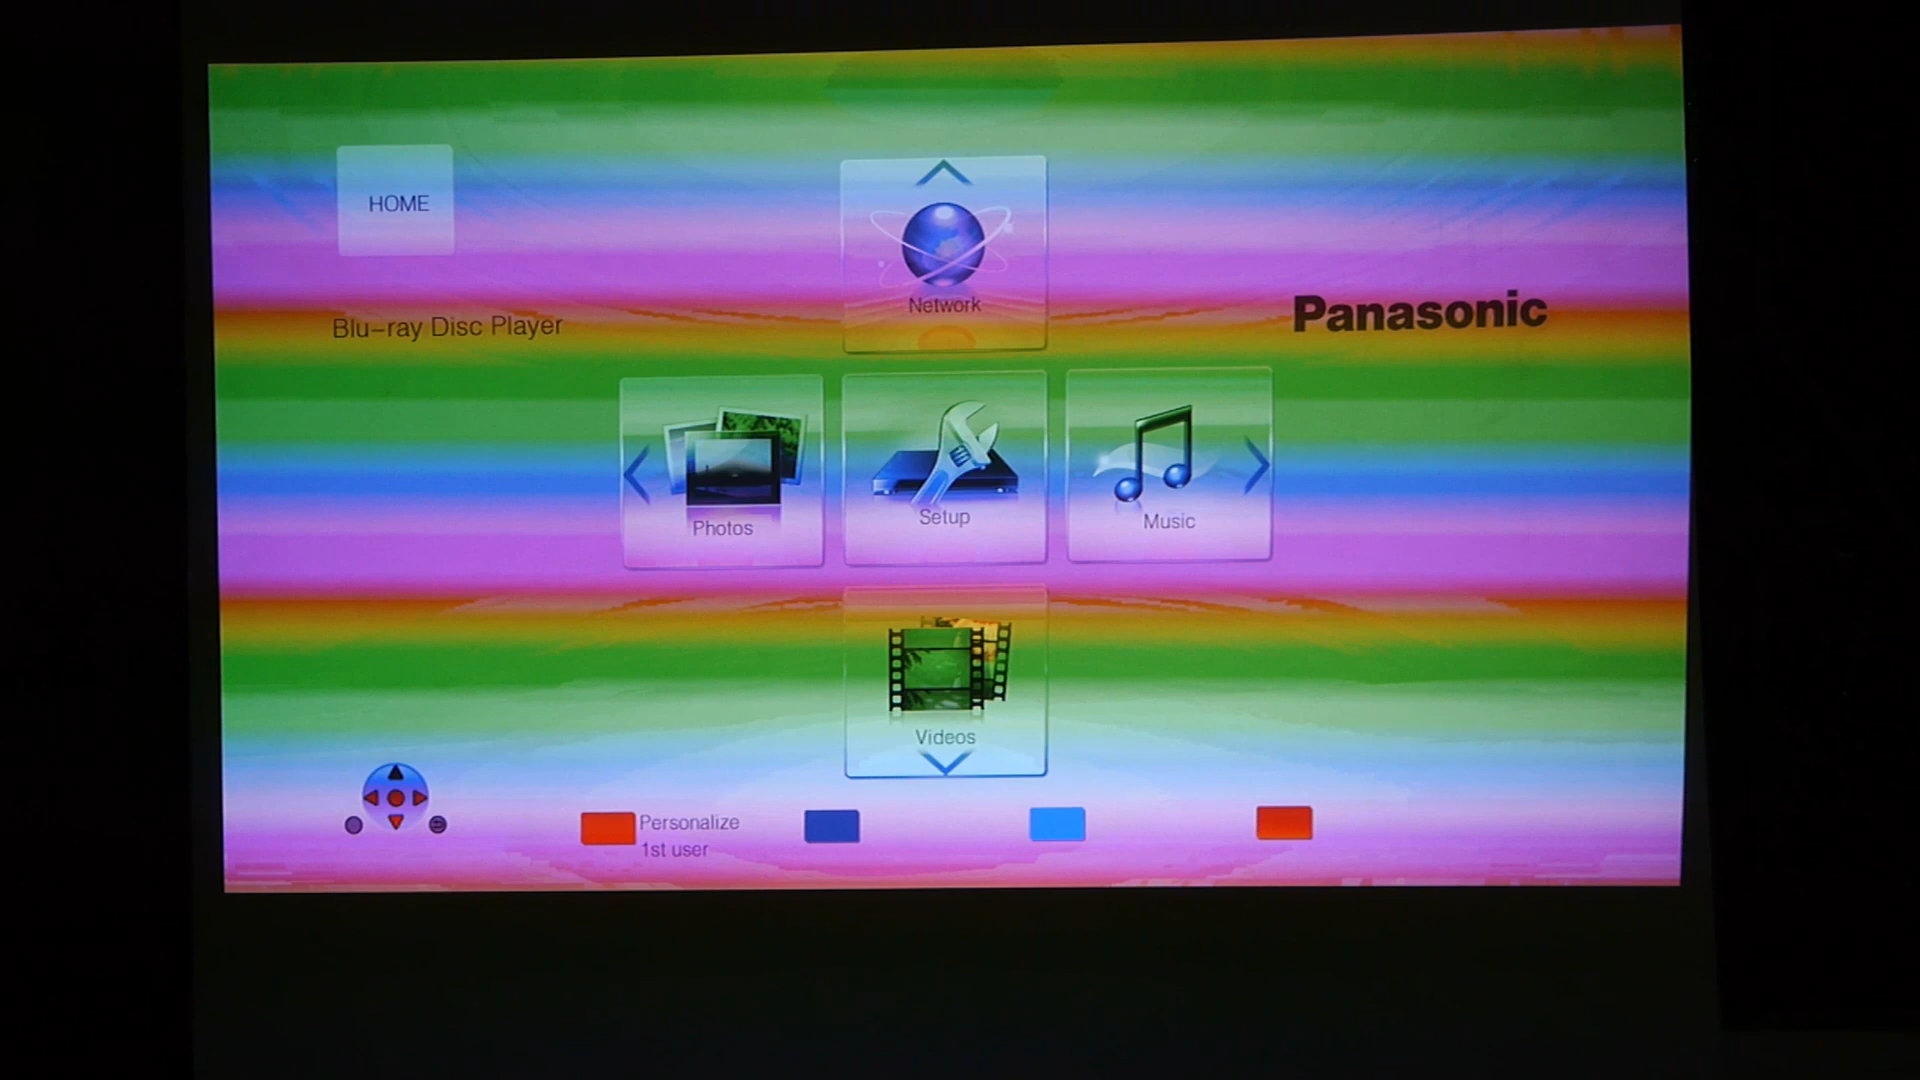 HOME
Network
Blu-ray Disc Player
Panasonic
Photos
Setup
Music
Videos
Personalize
1st user